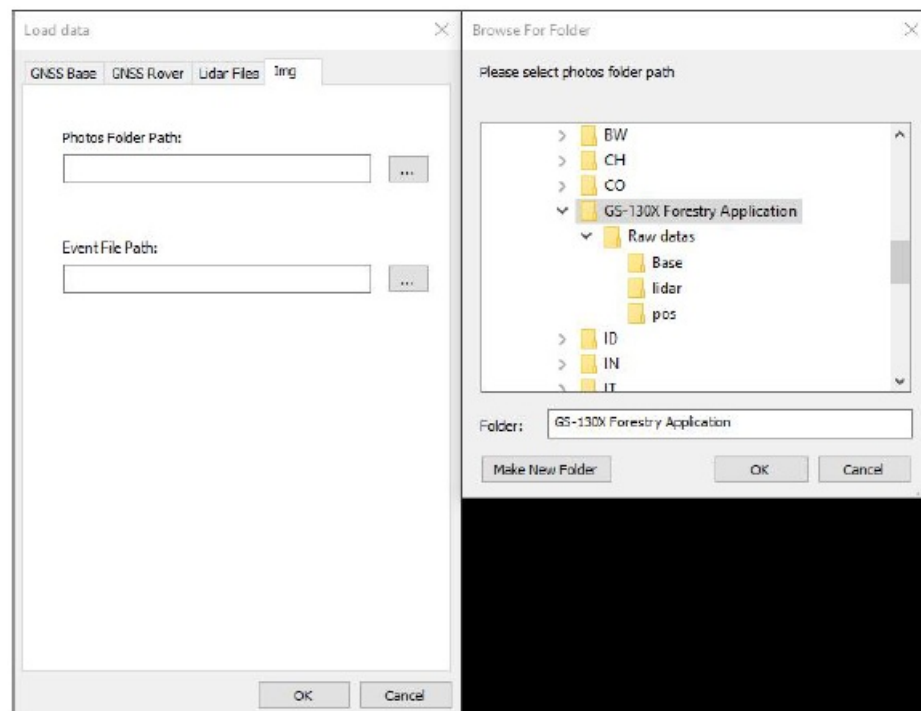 Load data
GNSS Base GNSS Rover Lidar Files Img
Photos Folder Path:
...
Event File Path:
...
OK Cancel
Browse For Folder
Please select photos folder path
BW
CH
CO
GS-130X Forestry Application
Raw datas
Base
lidar
pos
ID
IN
IT
Folder: GS-130X Forestry Application
Make New Folder OK Cancel